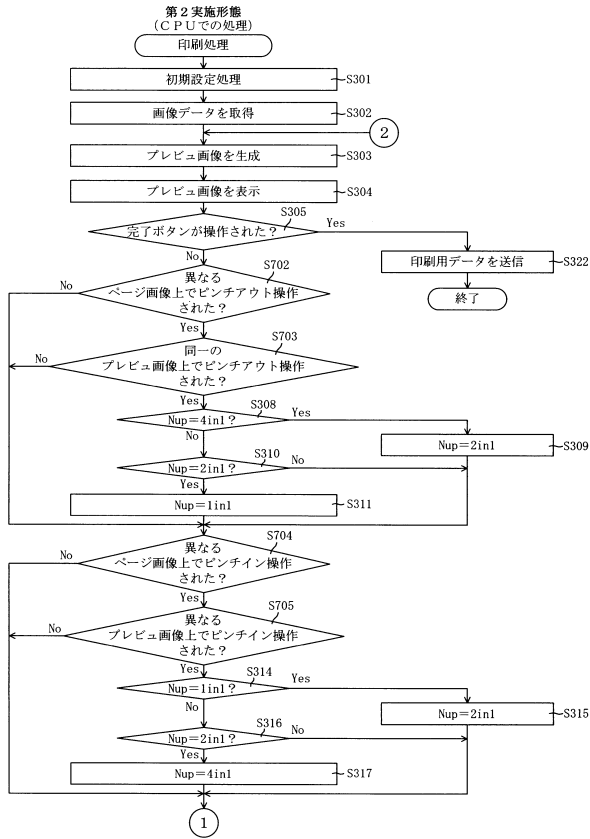 第２実施形態
（ＣＰＵでの処理）
印刷処理
初期設定処理
S301
画像データを取得
S302
2
プレビュ画像を生成
S303
プレビュ画像を表示
S304
S305
完了ボタンが操作された？
Yes
No
印刷用データを送信
S322
終了
S702
異なる
ページ画像上でピンチアウト操作
された？
No
Yes
S703
同一の
プレビュ画像上でピンチアウト操作
された？
No
Yes
S308
Nup＝4in1？
Yes
No
Nup＝2in1
S309
S310
Nup＝2in1？
No
Yes
Nup＝1in1
S311
S704
異なる
ページ画像上でピンチイン操作
された？
No
Yes
S705
異なる
プレビュ画像上でピンチイン操作
された？
No
Yes
S314
Nup＝1in1？
Yes
No
Nup＝2in1
S315
S316
Nup＝2in1？
No
Yes
Nup＝4in1
S317
1